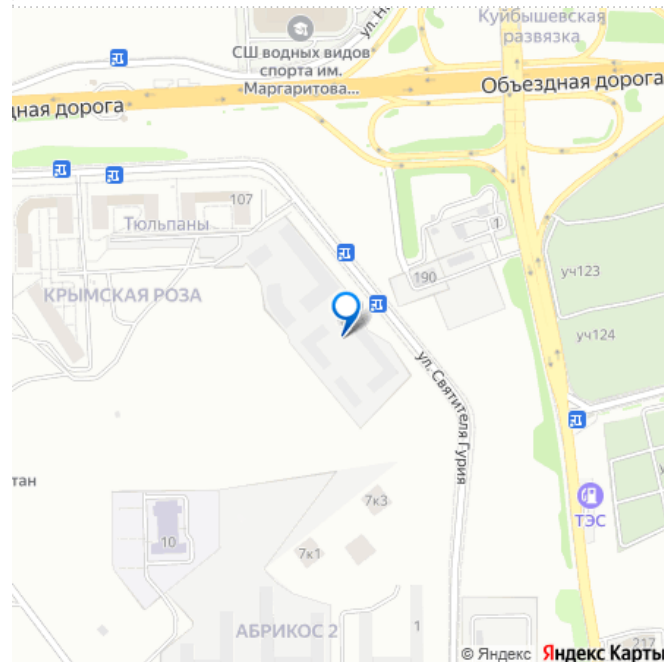 Куйбышевская
развязка
ул. Н
СШ водных видов
спорта им.
Маргаритова...
Объездная дорога
дная дорога
107
Тюльпаны
1
190
уч123
КРЫМСКАЯ РОЗА
уч124
ул. Святителя Гурия
тан
7к3
ТЭС
10
7к1
1
АБРИКОС 2
217
© Яндекс Яндекс Карты